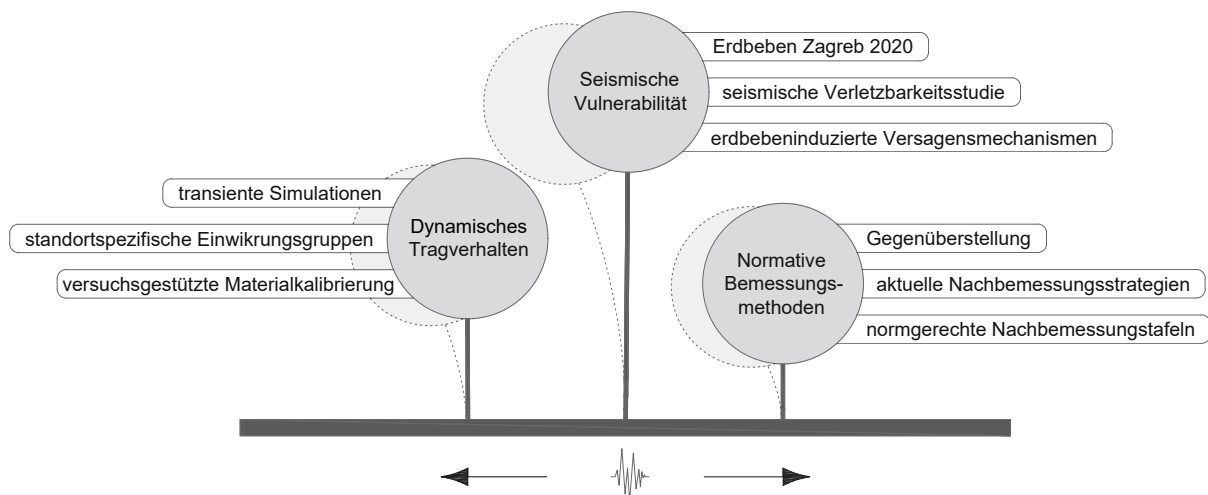 Seismische
Vulnerabilität
Erdbeben Zagreb 2020
seismische Verletzbarkeitsstudie
erdbebeninduzierte Versagensmechanismen
transiente Simulationen
standortspezifische Einwikrungsgruppen
versuchsgestützte Materialkalibrierung
Dynamisches
Tragverhalten
Normative
Bemessungs-
methoden
Gegenüberstellung
aktuelle Nachbemessungsstrategien
normgerechte Nachbemessungstafeln